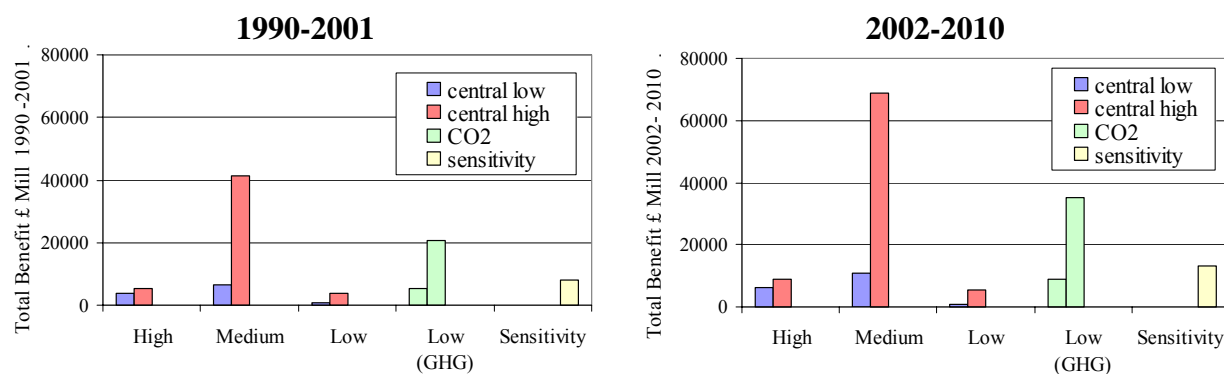 1990-2001
Total Benefit £ Mill 1990 -2001 .
80000
60000
40000
20000
0
central low
central high
CO2
sensitivity
High Medium Low Low Sensitivity
(GHG)
2002-2010
Total Benefit £ Mill 2002- 2010 .
80000
60000
40000
20000
0
central low
central high
CO2
sensitivity
High Medium Low Low Sensitivity
(GHG)